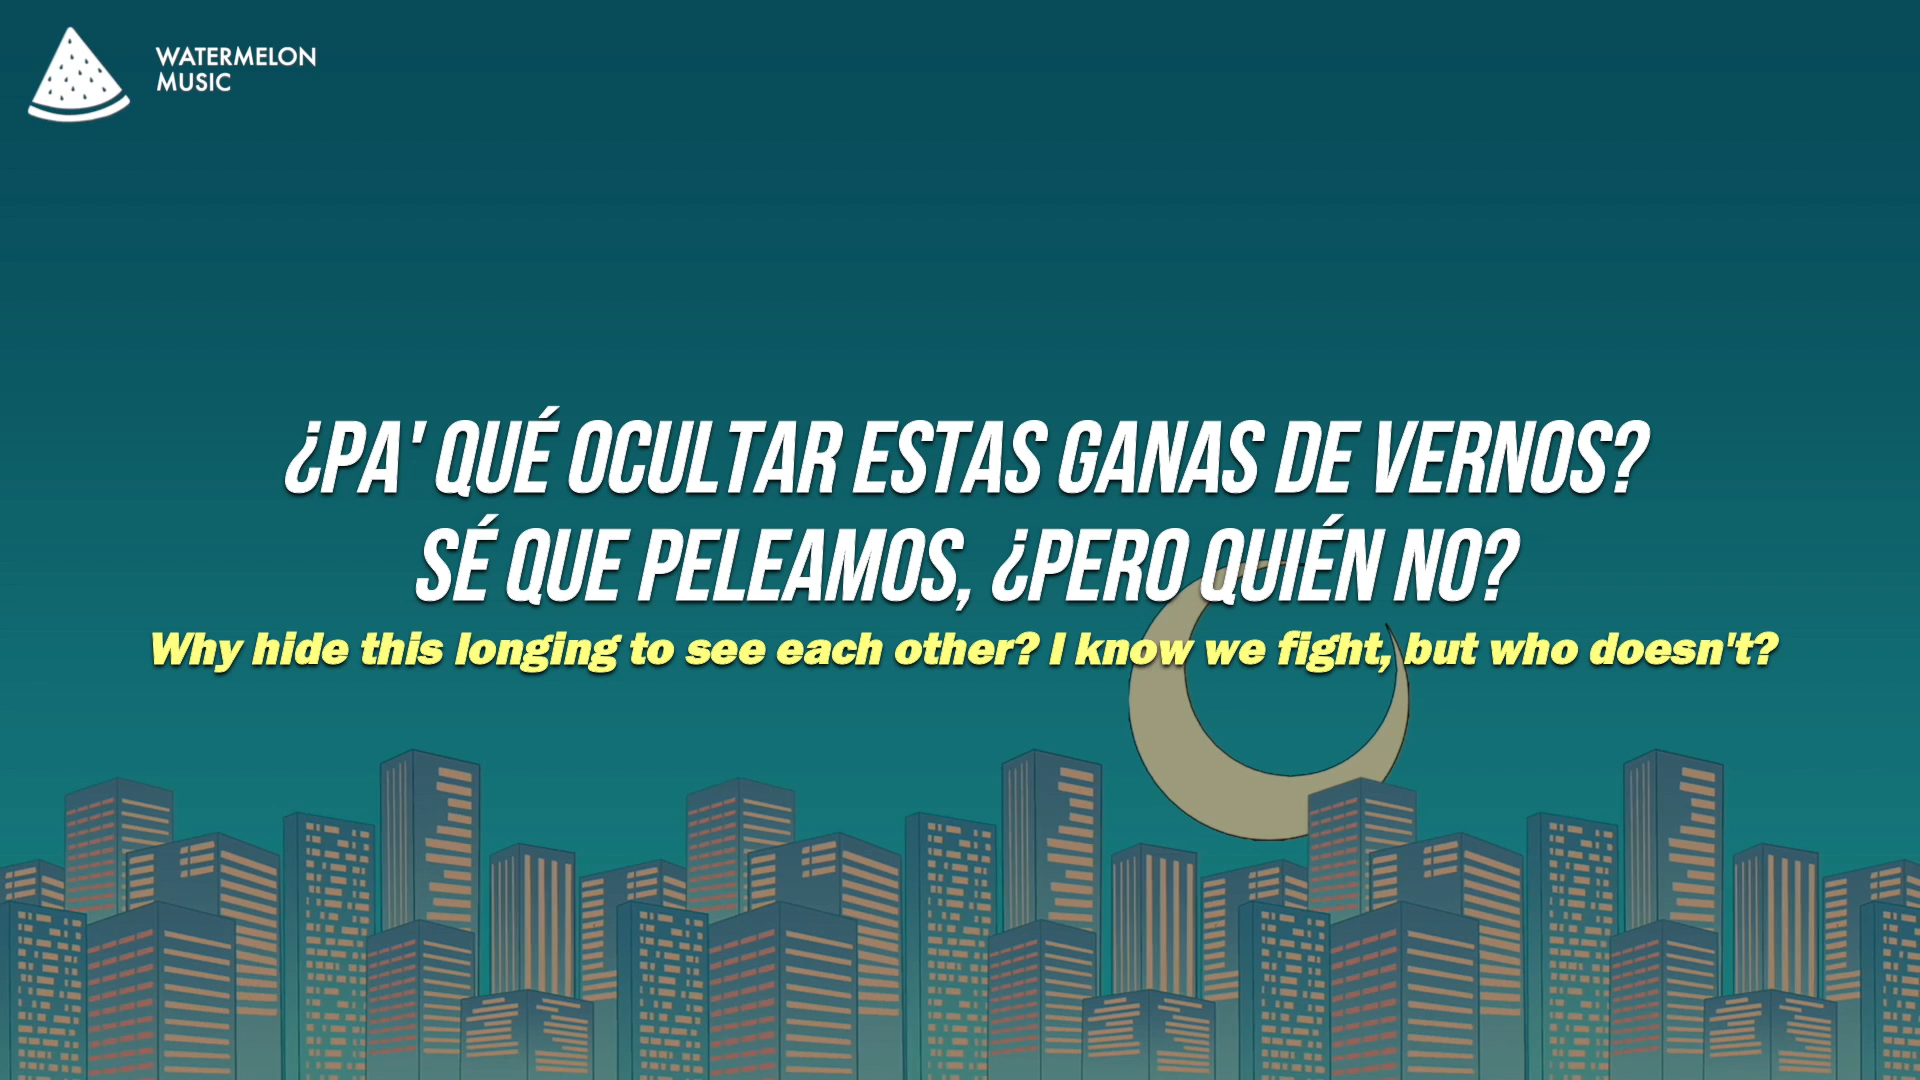 WATERMELON
MUSIC
¿PA' QUÉ OCULTAR ESTAS GANAS DE VERNOS?
SÉ QUE PELEAMOS, ¿PERO QUIÉN NO?
Why hide this longing to see each other? I know we fight, but who doesn't?